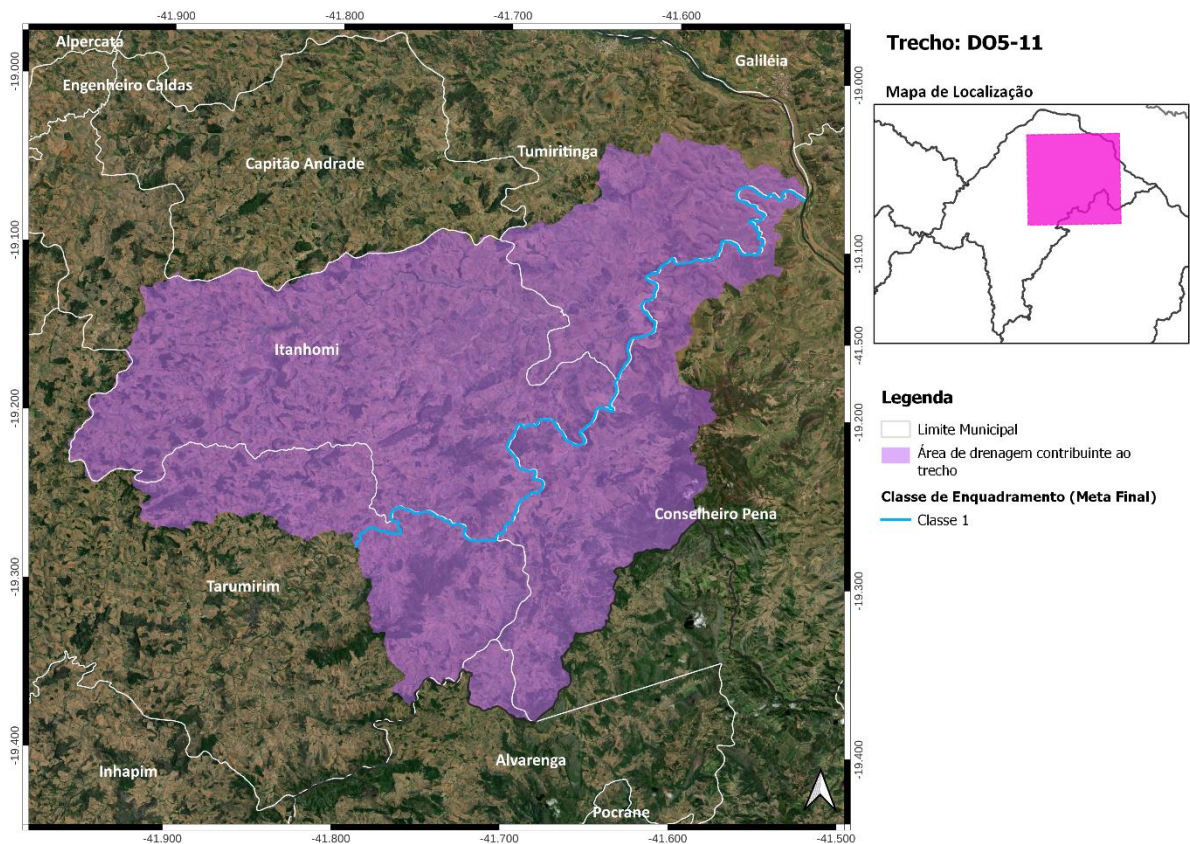 -41.900
-41.800
-41.700
-41.600
Trecho: DO5-11
Mapa de Localização
Alpercata
Galiléia
-19.000
-19.000
Engenheiro Caldas
Capitão Andrade
Tumiritinga
-19.100
-19.100
-41.500
Itanhomi
-19.200
-19.200
Legenda
Limite Municipal
Área de drenagem contribuinte ao
trecho
Classe de Enquadramento (Meta Final)
Classe 1
Conselheiro Pena
-19.300
-19.300
Tarumirim
-19.400
-19.400
Alvarenga
Inhapim
Pocrane
-41.900
-41.800
-41.700
-41.600
-41.500